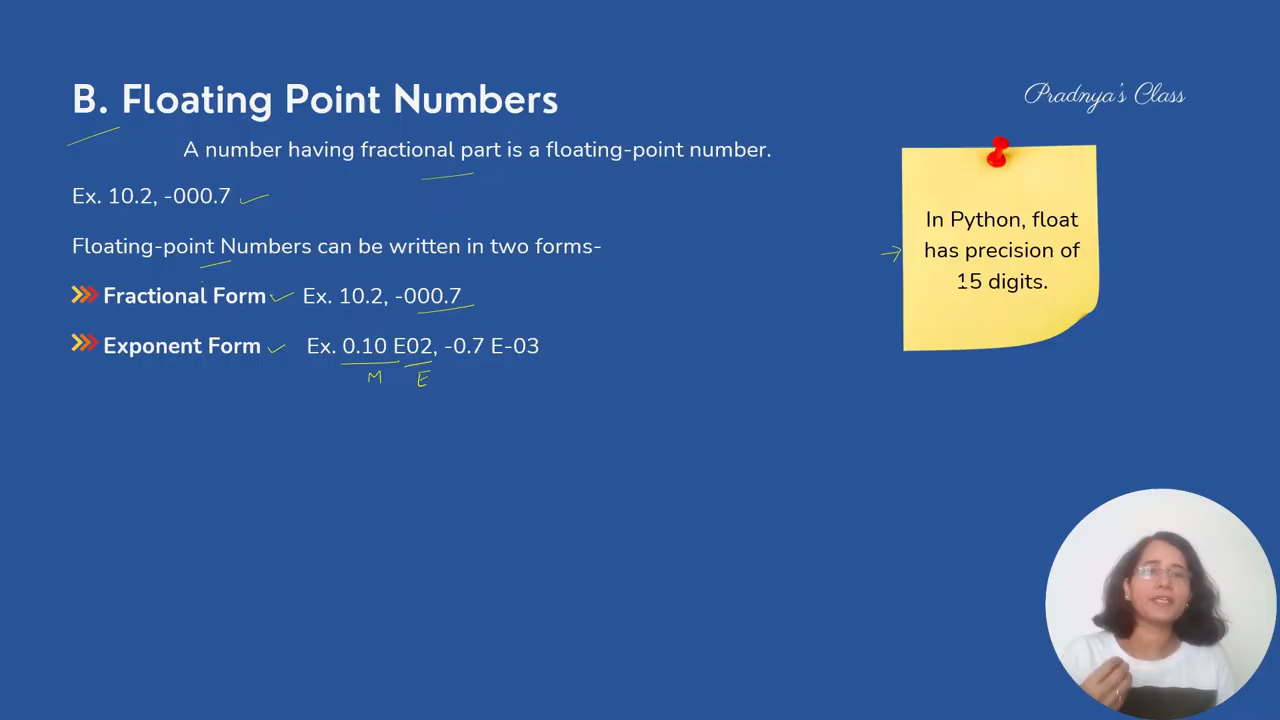 B. Floating Point Numbers
Pradnya's Class
A number having fractional part is a floating-point number.
Ex. 10.2, -000.7
Floating-point Numbers can be written in two forms-
Fractional Form Ex. 10.2, -000.7
Exponent Form Ex. 0.10 E02, -0.7 E-03
M E
In Python, float
has precision of
15 digits.